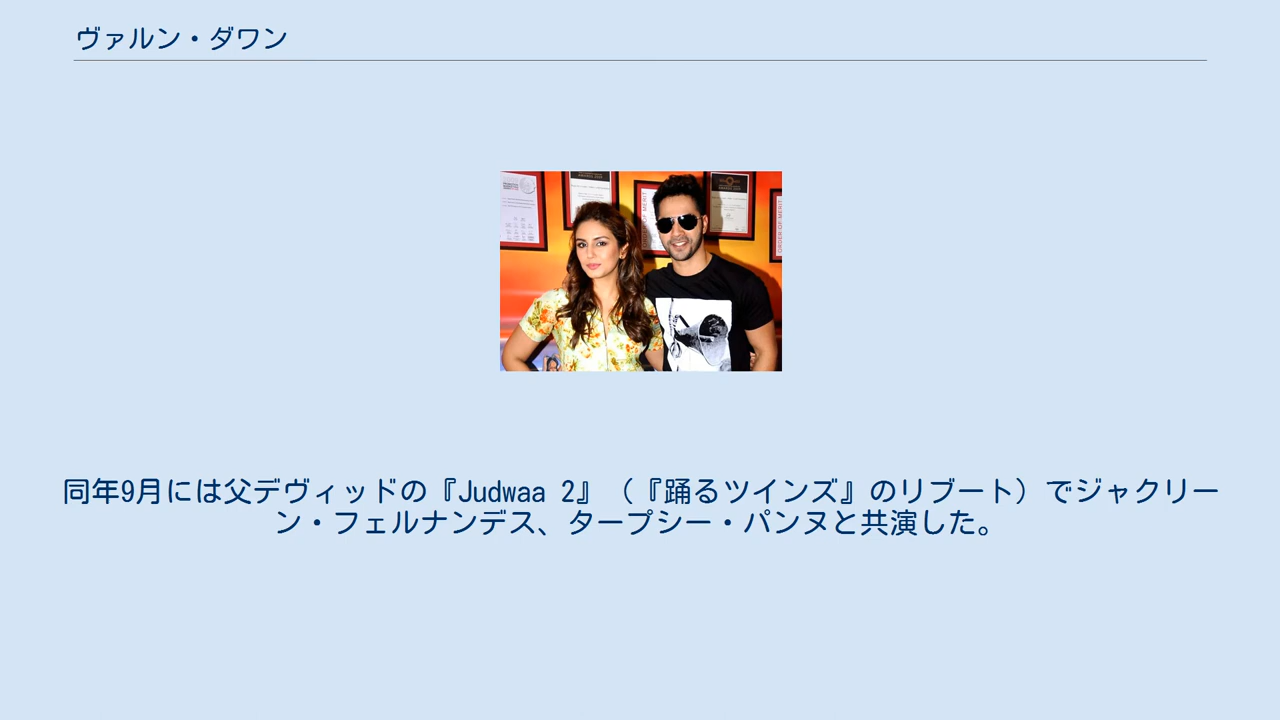 ヴァルン・ダワン
ORDER OF MERIT
同年9月には父デヴィッドの『Judwaa 2』（『踊るツインズ』のリブート）でジャクリー
ン・フェルナンデス、タープシー・パンヌと共演した。